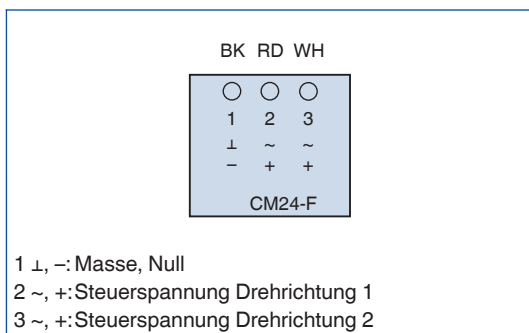 BK RD WH
1 2 3
⊥ ~ ~
– + +
CM24-F
1 ⊥, –: Masse, Null
2 ~, +: Steuerspannung Drehrichtung 1
3 ~, +: Steuerspannung Drehrichtung 2